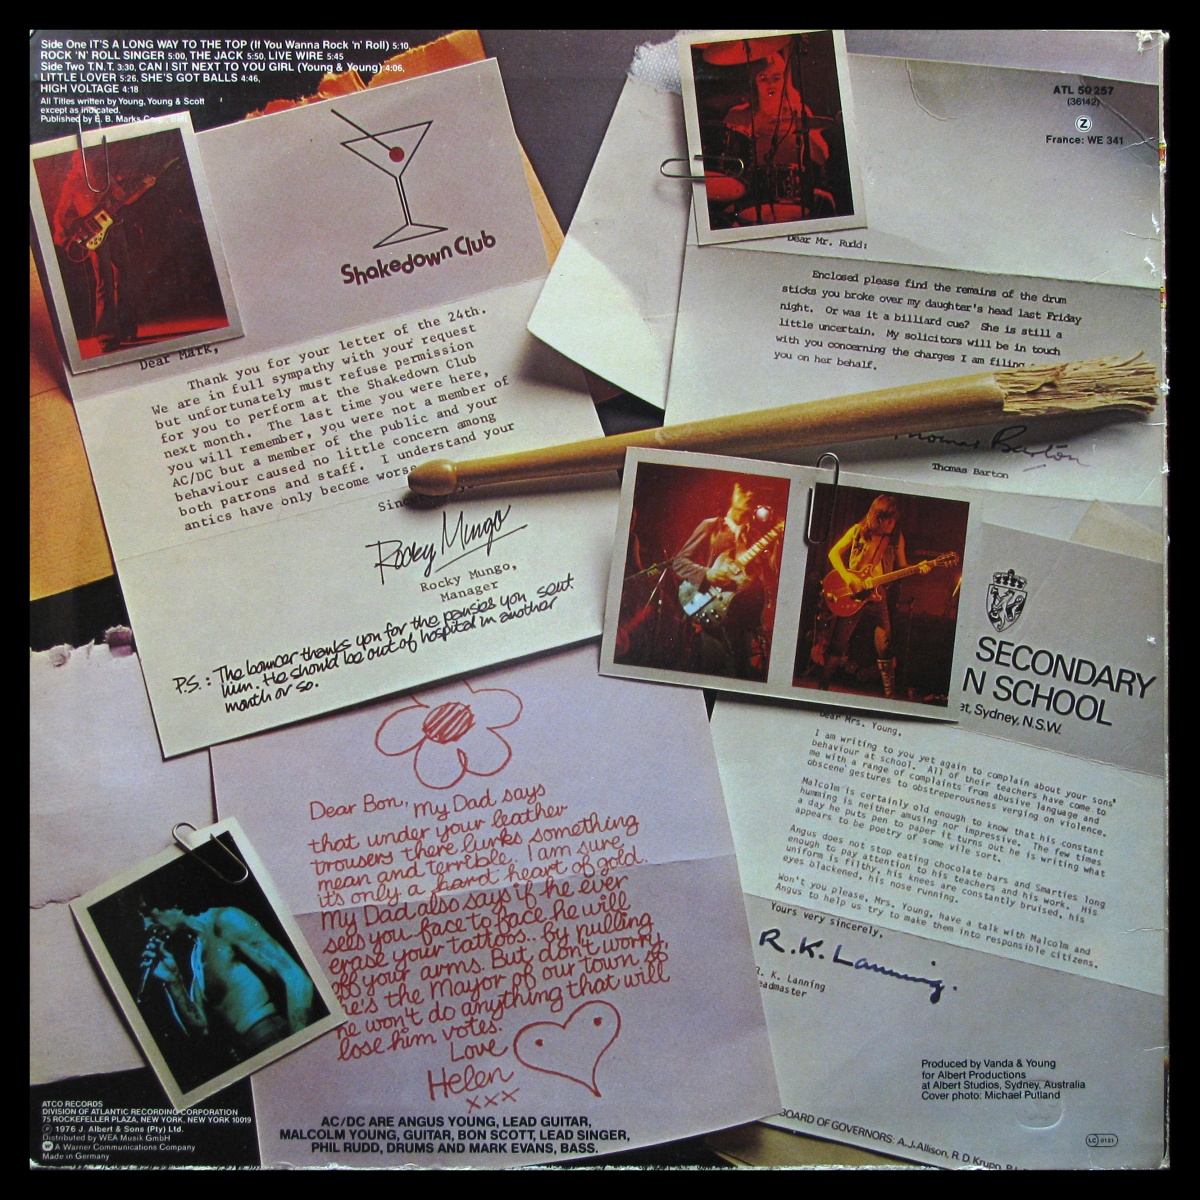 Side One IT'S A LONG WAY TO THE TOP (If You Wanna Rock 'n' Roll) 5:10,
ROCK 'N' ROLL SINGER 5:00, THE JACK 5:50, LIVE WIRE 5:45
Side Two T.N.T. 3:30, CAN I SIT NEXT TO YOU GIRL (Young & Young) 4:06,
LITTLE LOVER 5:26, SHE'S GOT BALLS 4:46,
HIGH VOLTAGE 4:18
All Titles written by Young, Young & Scott
except as indicated.
Published by E. B. Marks
Shakedown Club
Dear Mark,
Thank you for your letter of the 24th.
We are in full sympathy with your request
but unfortunately must refuse permission
for you to perform at the Shakedown Club
next month. The last time you were here,
you will remember, you were not a member of
AC/DC but a member of the public and your
behaviour caused no little concern among
both patrons and staff. I understand your
antics have only become worse
Sin
Rocky Mungo
Rocky Mungo,
Manager
P.S.: The bouncer thanks you for the pansies you sent
him. He should be out of hospital in another
month or so.
ATL 50 257
(36142)
Z
France: WE 341
Dear Mr. Rudd:
Enclosed please find the remains of the drum
sticks you broke over my daughter's head last Friday
night. Or was it a billiard cue? She is still a
little uncertain. My solicitors will be in touch
with you concerning the charges I am filing
you on her behalf.
Thomas Barton
Thomas Barton
SECONDARY
N SCHOOL
et, Sydney, N.S.W.
Dear Mrs. Young,
I am writing to you yet again to complain about your sons'
behaviour at school. All of their teachers have come to
me with a range of complaints from abusive language and
obscene gestures to obstreperousness verging on violence.
Malcolm is certainly old enough to know that his constant
humming is neither amusing nor impressive. The few times
a day he puts pen to paper it turns out he is writing what
appears to be poetry of some vile sort.
Angus does not stop eating chocolate bars and Smarties long
enough to pay attention to his teachers and his work. His
uniform is filthy, his knees are constantly bruised, his
eyes blackened, his nose running.
Won't you please, Mrs. Young, have a talk with Malcolm and
Angus to help us try to make them into responsible citizens.
Yours very sincerely,
R.K. Lanning.
R. K. Lanning
eadmaster
Dear Bon, My Dad says
that under your leather
trousers there lurks something
mean and terrible. I am sure
it's only a hard heart of gold.
My Dad also says if he ever
sees you face to face he will
erase your tattoos.. by pulling
off your arms. But don't worry,
he's the Mayor of our town &
he won't do anything that will
lose him votes.
Love
Helen
xxx
Produced by Vanda & Young
for Albert Productions
at Albert Studios, Sydney, Australia
Cover photo: Michael Putland
BOARD OF GOVERNORS: A. J. Allison, R. D. Krupp,
LC 0121
ATCO RECORDS
DIVISION OF ATLANTIC RECORDING CORPORATION
75 ROCKEFELLER PLAZA, NEW YORK, NEW YORK 10019
℗ 1976 J. Albert & Sons (Pty) Ltd.
Distributed by WEA Musik GmbH
A Warner Communications Company
Made in Germany
AC/DC ARE ANGUS YOUNG, LEAD GUITAR,
MALCOLM YOUNG, GUITAR, BON SCOTT, LEAD SINGER,
PHIL RUDD, DRUMS AND MARK EVANS, BASS.